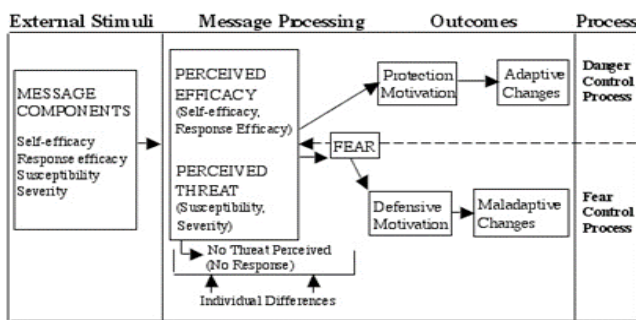 External Stimuli
Message Processing
Outcomes
Process
MESSAGE
COMPONENTS
Self-efficacy
Response efficacy
Susceptibility
Severity
PERCEIVED
EFFICACY
(Self-efficacy,
Response Efficacy)
PERCEIVED
THREAT
(Susceptibility,
Severity)
No Threat Perceived
(No Response)
Individual Differences
FEAR
Protection
Motivation
Adaptive
Changes
Defensive
Motivation
Maladaptive
Changes
Danger
Control
Process
Fear
Control
Process